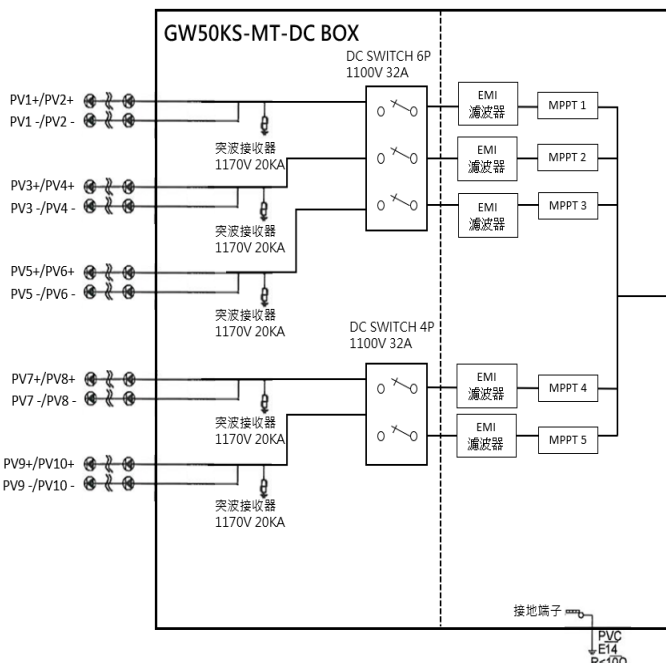 GW50KS-MT-DC BOX
DC SWITCH 6P
1100V 32A
PV1+/PV2+
PV1 -/PV2 -
突波接收器
1170V 20KA
EMI
濾波器
MPPT 1
EMI
濾波器
MPPT 2
PV3+/PV4+
PV3 -/PV4 -
突波接收器
1170V 20KA
EMI
濾波器
MPPT 3
PV5+/PV6+
PV5 -/PV6 -
突波接收器
1170V 20KA
DC SWITCH 4P
1100V 32A
PV7+/PV8+
PV7 -/PV8 -
突波接收器
1170V 20KA
EMI
濾波器
MPPT 4
EMI
濾波器
MPPT 5
PV9+/PV10+
PV9 -/PV10 -
突波接收器
1170V 20KA
接地端子
PVC
E14
R<10Ω